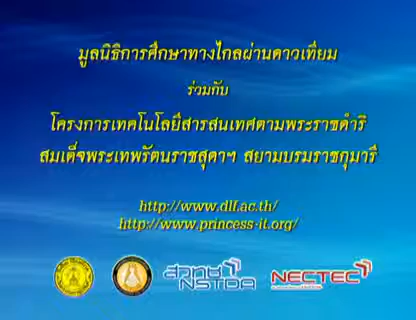 มูลนิธิการศึกษาทางไกลผ่านดาวเทียม
ร่วมกับ
โครงการเทคโนโลยีสารสนเทศตามพระราชดำริ
สมเด็จพระเทพรัตนราชสุดาฯ สยามบรมราชกุมารี
http://www.dlf.ac.th/
http://www.princess-it.org/
สวทช NECTEC
NSTDA